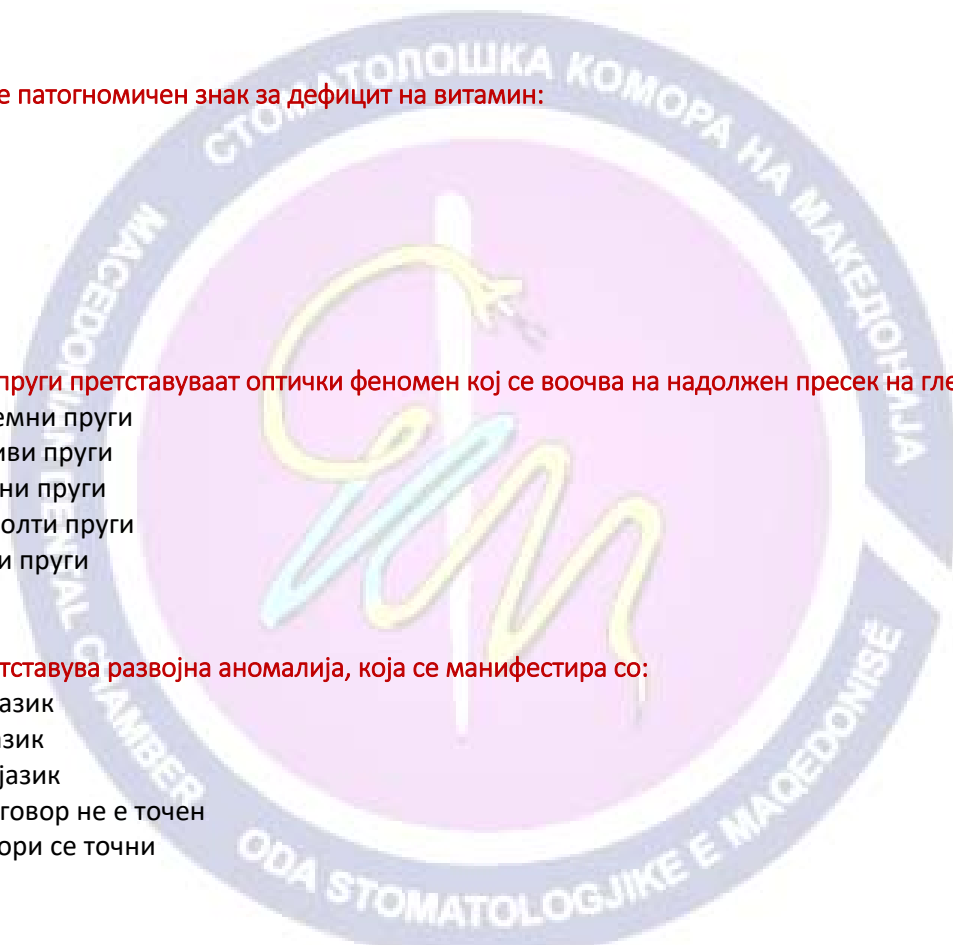 СТОМАТОЛОШКА КОМОРА НА МАКЕДОНИЈА
е патогномичен знак за дефицит на витамин:
MACEDONIAN DENTAL CHAMBER
пруги претставуваат оптички феномен кој се воочва на надолжен пресек на гле
емни пруги
иви пруги
ни пруги
олти пруги
и пруги
тставува развојна аномалија, која се манифестира со:
азик
азик
јазик
говор не е точен
ори се точни
ODA STOMATOLOGJIKE E MAQEDONISË